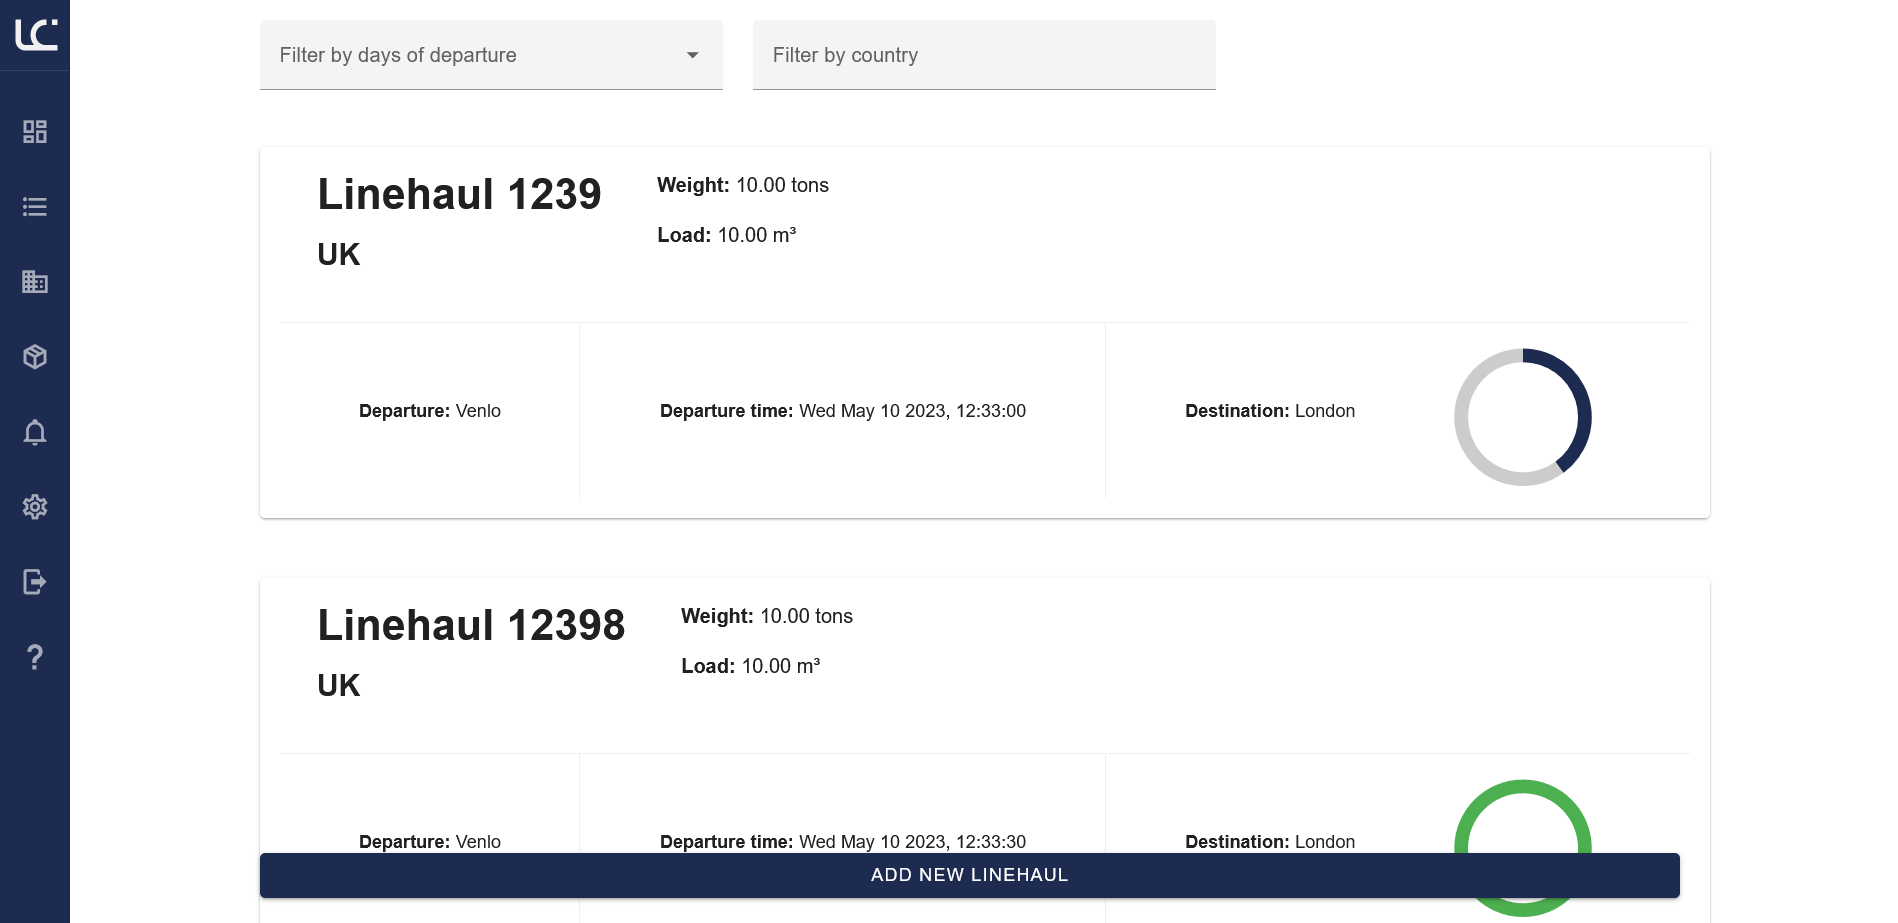 LC
Filter by days of departure
Filter by country
Linehaul 1239
UK
Weight: 10.00 tons
Load: 10.00 m³
Departure: Venlo
Departure time: Wed May 10 2023, 12:33:00
Destination: London
Linehaul 12398
UK
Weight: 10.00 tons
Load: 10.00 m³
Departure: Venlo
Departure time: Wed May 10 2023, 12:33:30
Destination: London
ADD NEW LINEHAUL
?